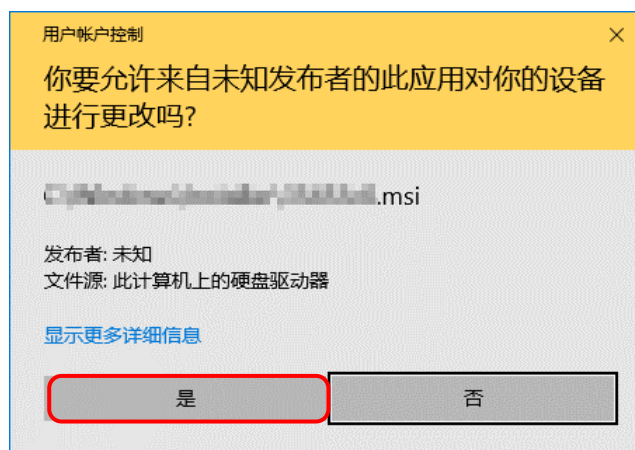 用户帐户控制
你要允许来自未知发布者的此应用对你的设备
进行更改吗?
.msi
发布者: 未知
文件源: 此计算机上的硬盘驱动器
显示更多详细信息
是
否